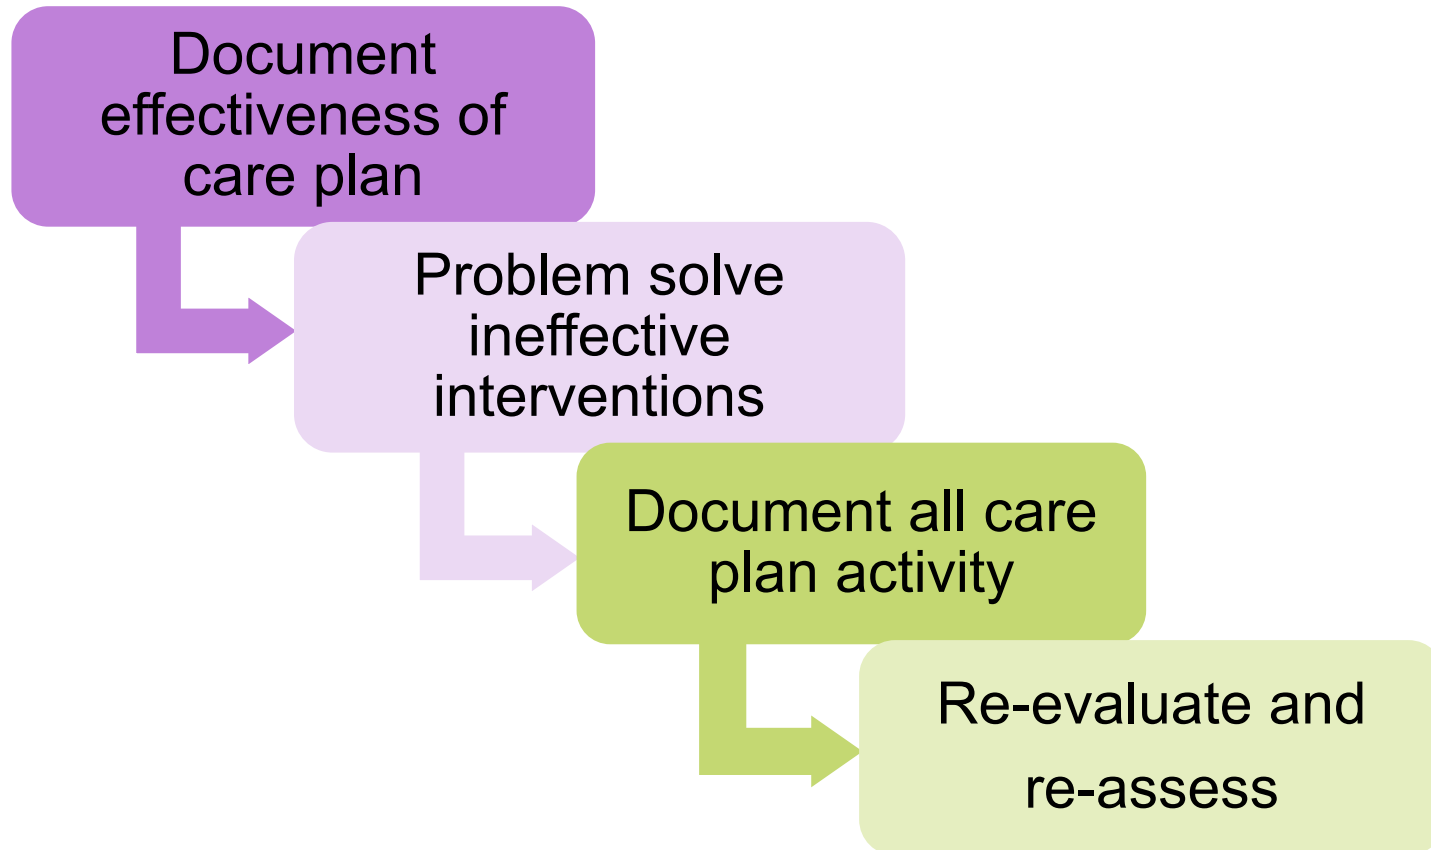 Document
effectiveness of
care plan
Problem solve
ineffective
interventions
Document all care
plan activity
Re-evaluate and
re-assess